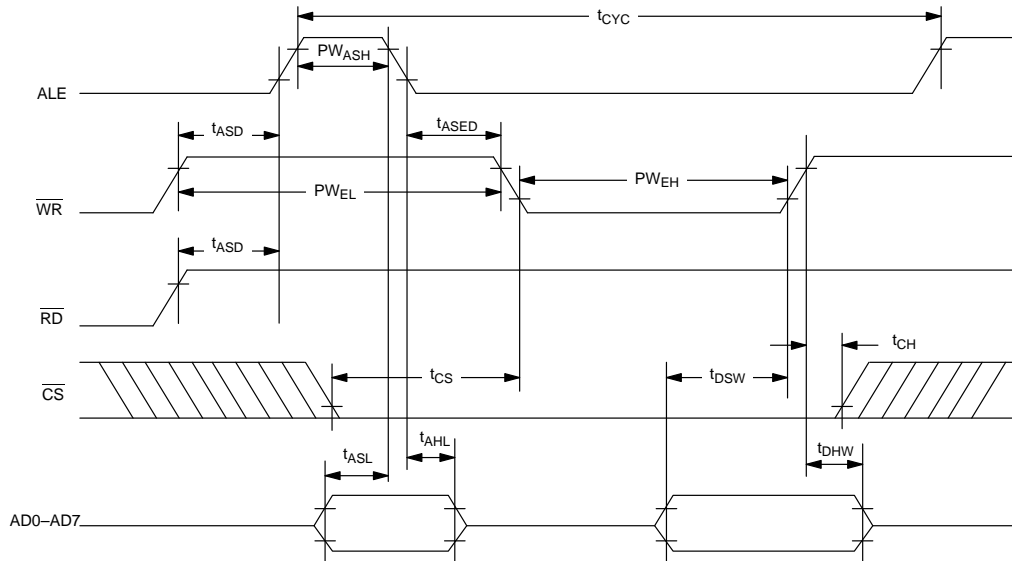 tCYC
PWASH
ALE
tASD
tASED
PWEL
PWEH
WR
tASD
RD
tCH
tCS
tDSW
CS
tAHL
tASL
tDHW
AD0–AD7